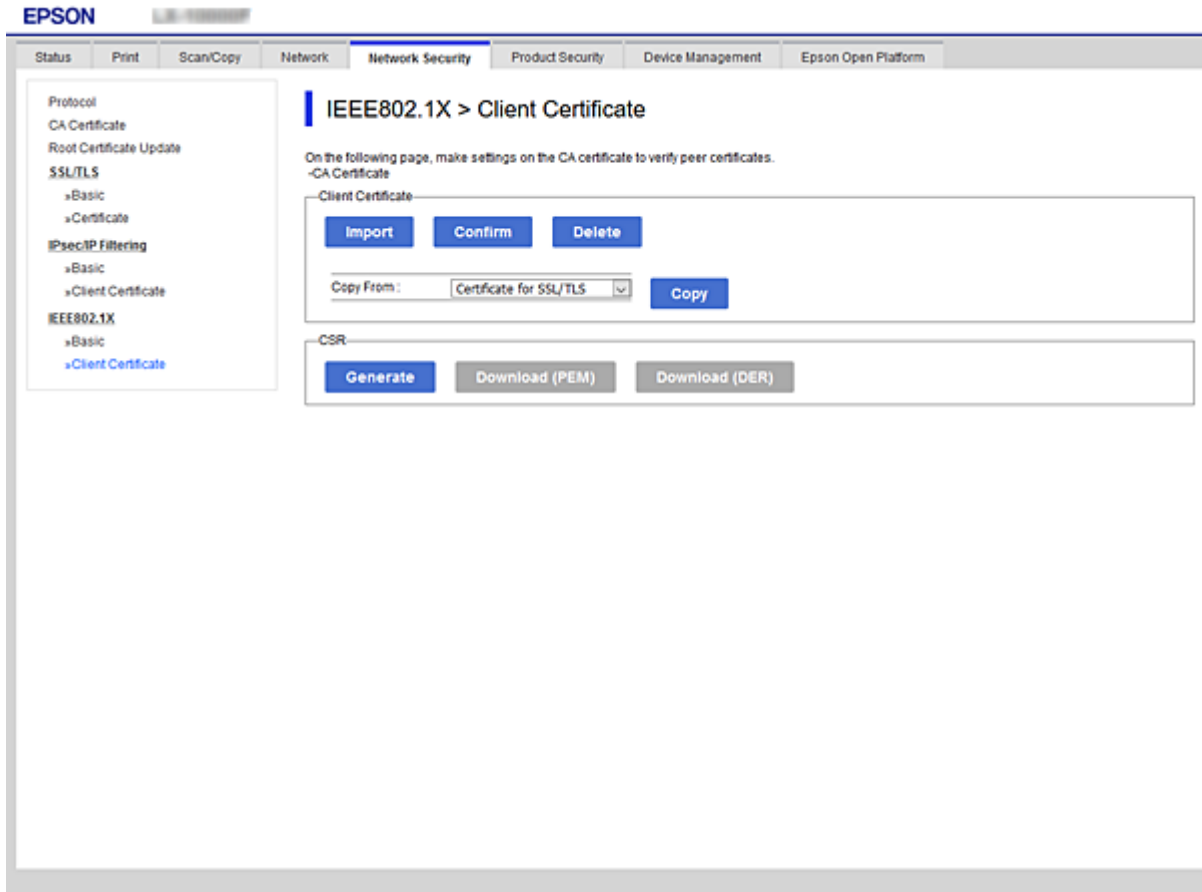 EPSON
Status Print Scan/Copy Network Network Security Product Security Device Management Epson Open Platform
Protocol
CA Certificate
Root Certificate Update
SSL/TLS
»Basic
»Certificate
IPsec/IP Filtering
»Basic
»Client Certificate
IEEE802.1X
»Basic
»Client Certificate
IEEE802.1X > Client Certificate
On the following page, make settings on the CA certificate to verify peer certificates.
-CA Certificate
Client Certificate
Import Confirm Delete
Copy From : Certificate for SSL/TLS Copy
CSR
Generate Download (PEM) Download (DER)